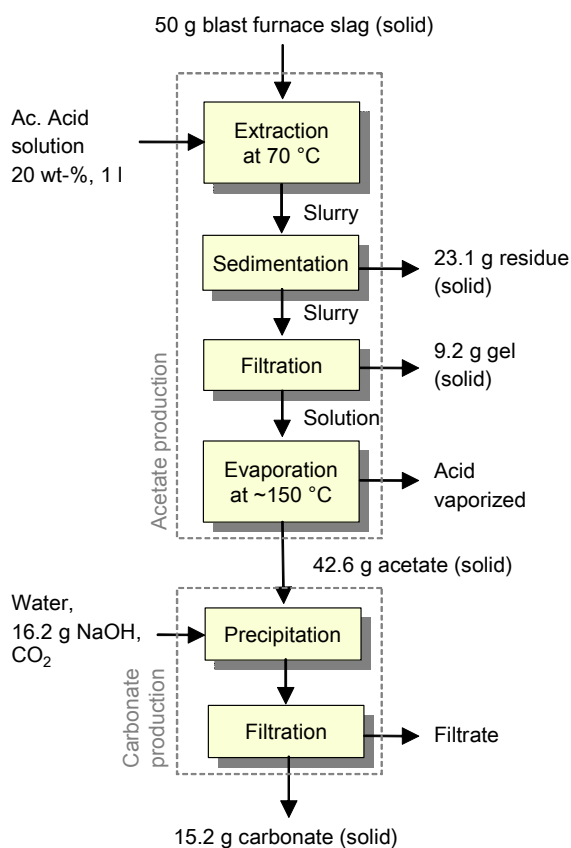 50 g blast furnace slag (solid)
Ac. Acid
solution
20 wt-%, 1 l
Extraction
at 70 °C
Slurry
Sedimentation
23.1 g residue
(solid)
Slurry
Filtration
9.2 g gel
(solid)
Solution
Evaporation
at ~150 °C
Acid
vaporized
Acetate production
42.6 g acetate (solid)
Water,
16.2 g NaOH,
CO₂
Precipitation
Filtration
Filtrate
Carbonate
production
15.2 g carbonate (solid)